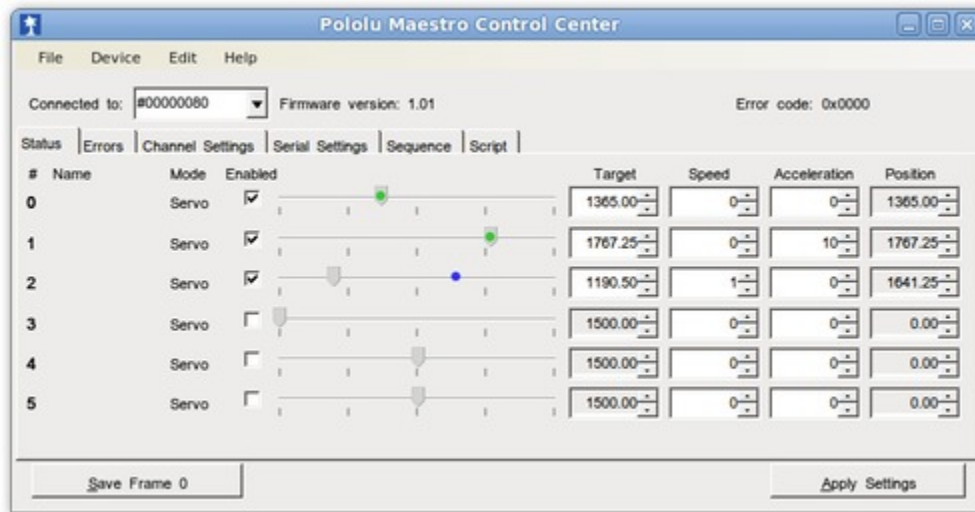 Pololu Maestro Control Center
File Device Edit Help
Connected to: #00000080 Firmware version: 1.01 Error code: 0x0000
Status Errors Channel Settings Serial Settings Sequence Script
# Name Mode Enabled Target Speed Acceleration Position
0 Servo 1365.00 0 0 1365.00
1 Servo 1767.25 0 10 1767.25
2 Servo 1190.50 1 0 1641.25
3 Servo 1500.00 0 0 0.00
4 Servo 1500.00 0 0 0.00
5 Servo 1500.00 0 0 0.00
Save Frame 0 Apply Settings